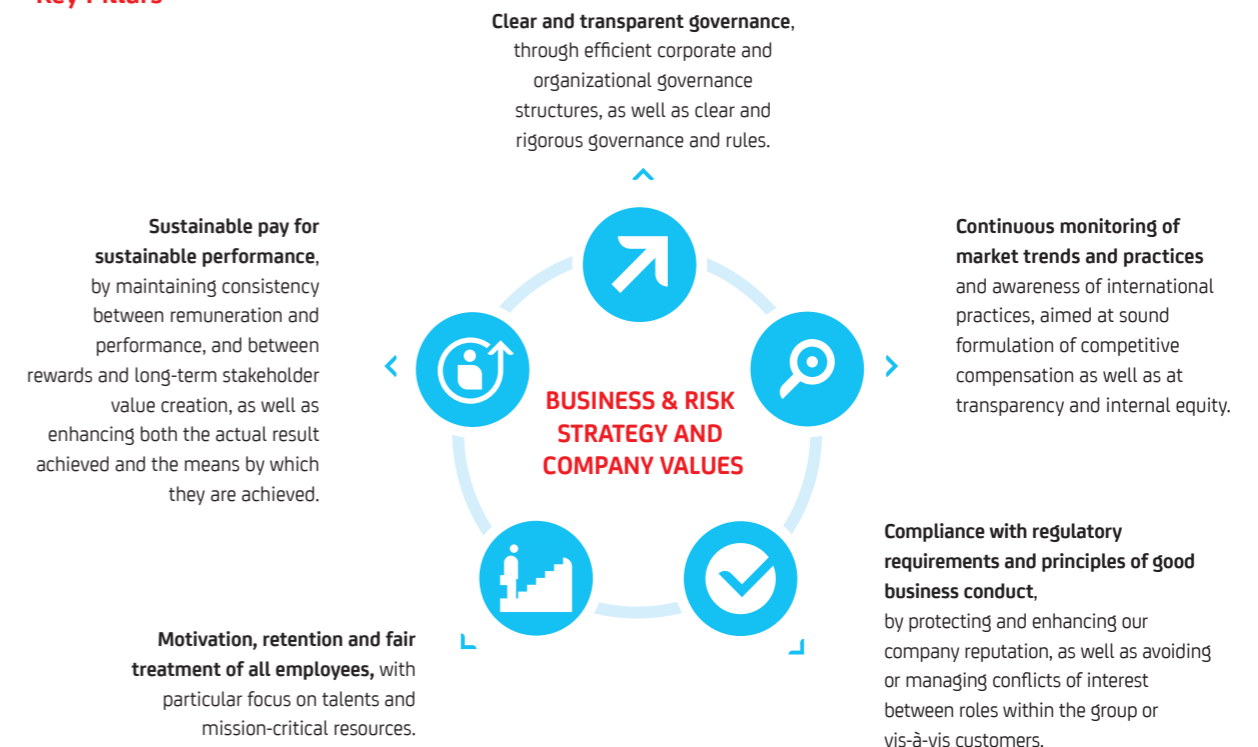 Key Pillars
Clear and transparent governance,
through efficient corporate and
organizational governance
structures, as well as clear and
rigorous governance and rules.
Sustainable pay for
sustainable performance,
by maintaining consistency
between remuneration and
performance, and between
rewards and long-term stakeholder
value creation, as well as
enhancing both the actual result
achieved and the means by which
they are achieved.
Continuous monitoring of
market trends and practices
and awareness of international
practices, aimed at sound
formulation of competitive
compensation as well as at
transparency and internal equity.
BUSINESS & RISK
STRATEGY AND
COMPANY VALUES
Motivation, retention and fair
treatment of all employees, with
particular focus on talents and
mission-critical resources.
Compliance with regulatory
requirements and principles of good
business conduct,
by protecting and enhancing our
company reputation, as well as avoiding
or managing conflicts of interest
between roles within the group or
vis-à-vis customers.